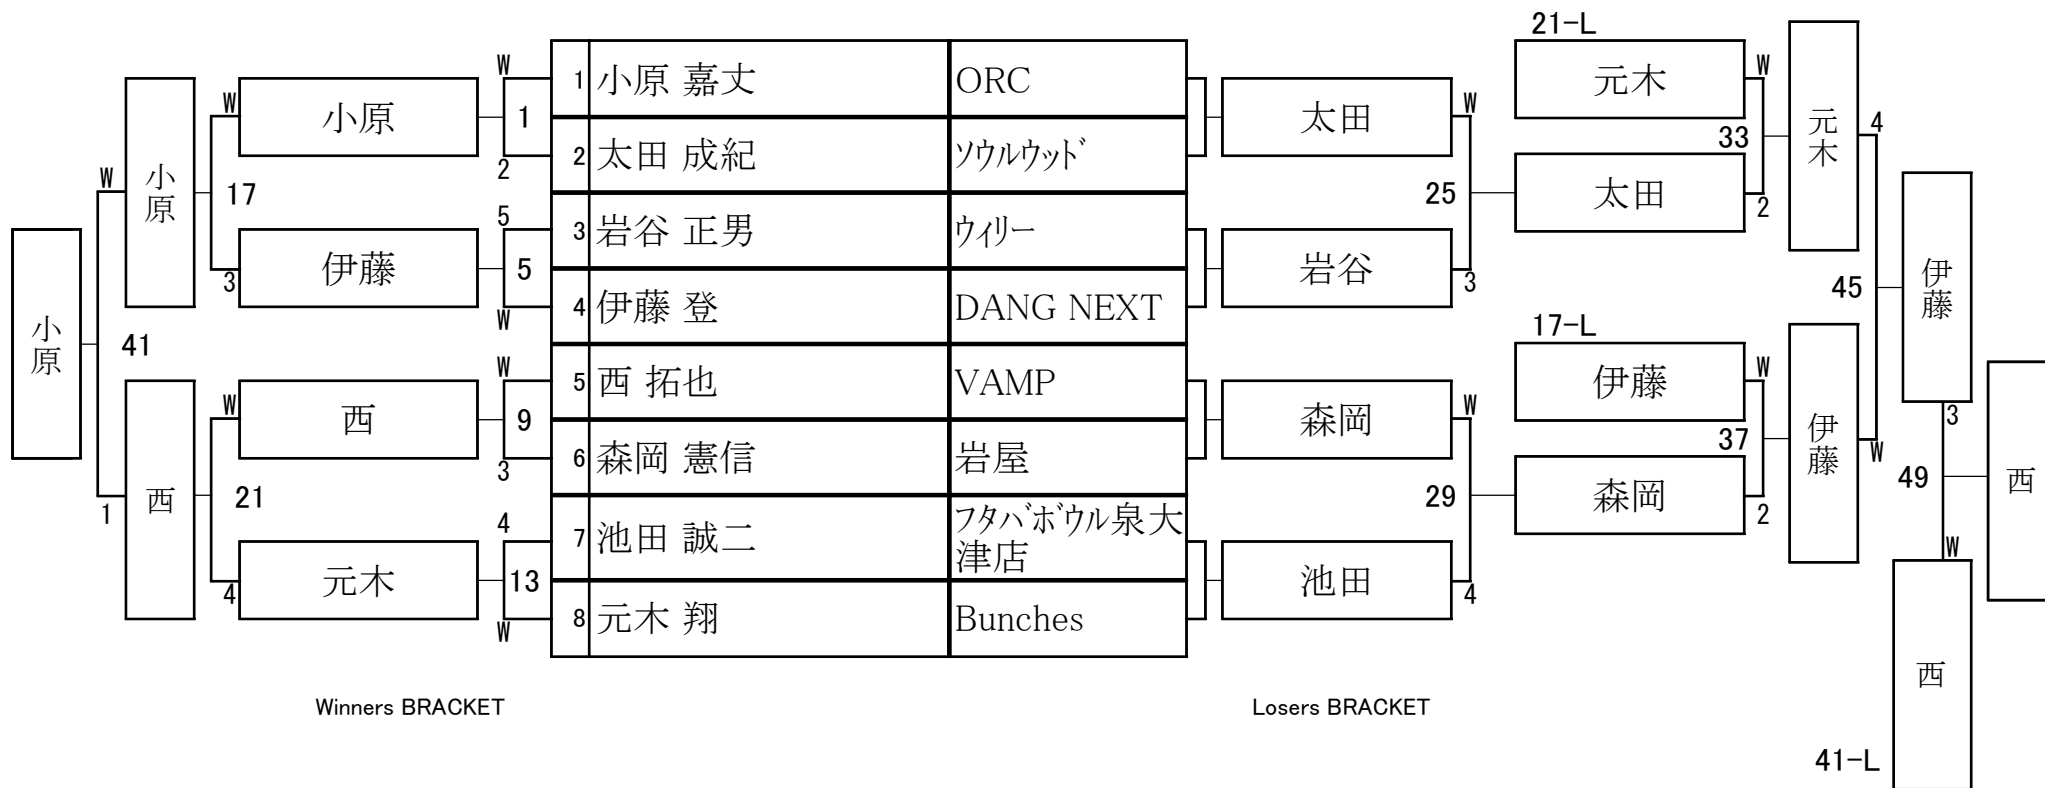 21-L
W
1 小原 嘉丈 ORC
元木
W
W
小原
1
太田
W
元木
4
2 太田 成紀 ソウルウッド
2
33
W
小原
17
25
太田
2
5
3 岩谷 正男 ウィリー
伊藤
3
5
岩谷
3
伊藤
4 伊藤 登 DANG NEXT
W
45
小原
41
17-L
W
5 西 拓也 VAMP
伊藤
W
W
西
9
森岡
W
伊藤
W
3
3
6 森岡 憲信 岩屋
37
1
西
21
29
森岡
2
49
西
4
7 池田 誠二 フタバボウル泉大
津店
W
元木
4
13
池田
4
W
8 元木 翔 Bunches
西
Winners BRACKET
Losers BRACKET
41-L